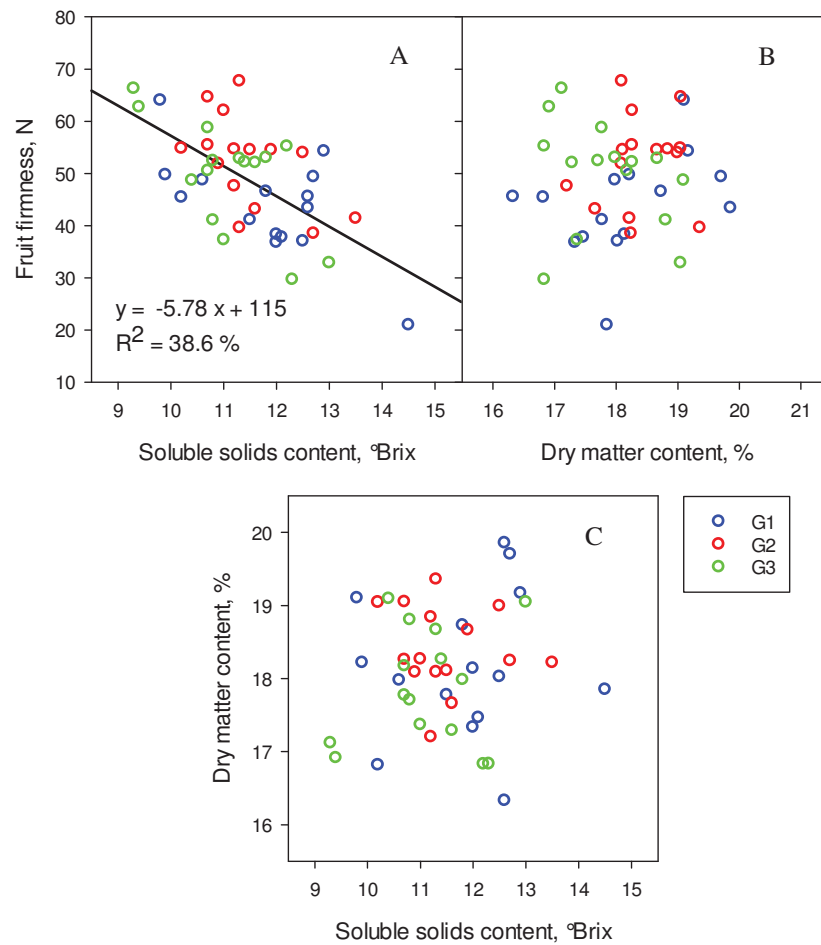 80
70
60
50
40
30
20
10
Fruit firmness, N
A
y = -5.78 x + 115
R² = 38.6 %
9 10 11 12 13 14 15
Soluble solids content, °Brix
B
16 17 18 19 20 21
Dry matter content, %
20
19
18
17
16
Dry matter content, %
C
9 10 11 12 13 14 15
Soluble solids content, °Brix
G1
G2
G3